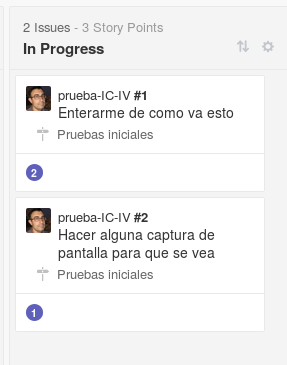 2 Issues - 3 Story Points
In Progress
prueba-IC-IV #1
Enterarme de como va esto
Pruebas iniciales
2
prueba-IC-IV #2
Hacer alguna captura de
pantalla para que se vea
Pruebas iniciales
1